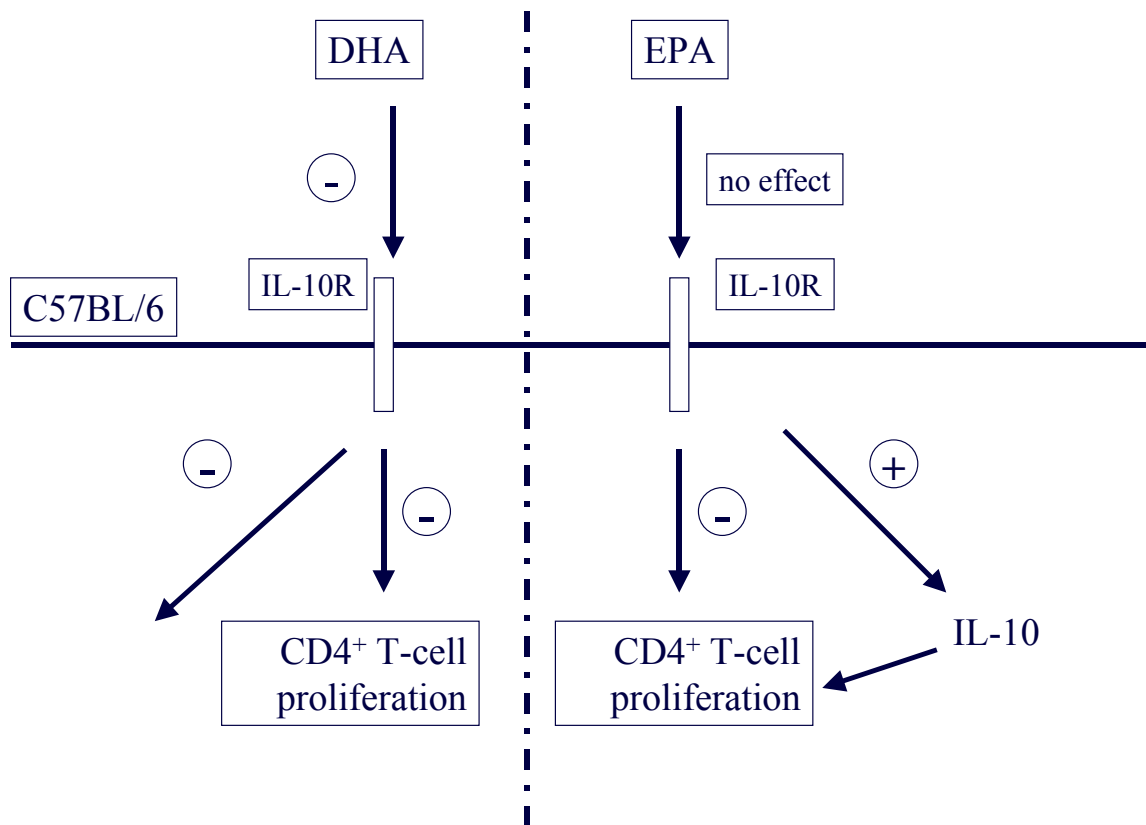 DHA
EPA
-
no effect
IL-10R
IL-10R
C57BL/6
-
-
-
+
CD4⁺ T-cell
proliferation
CD4⁺ T-cell
proliferation
IL-10